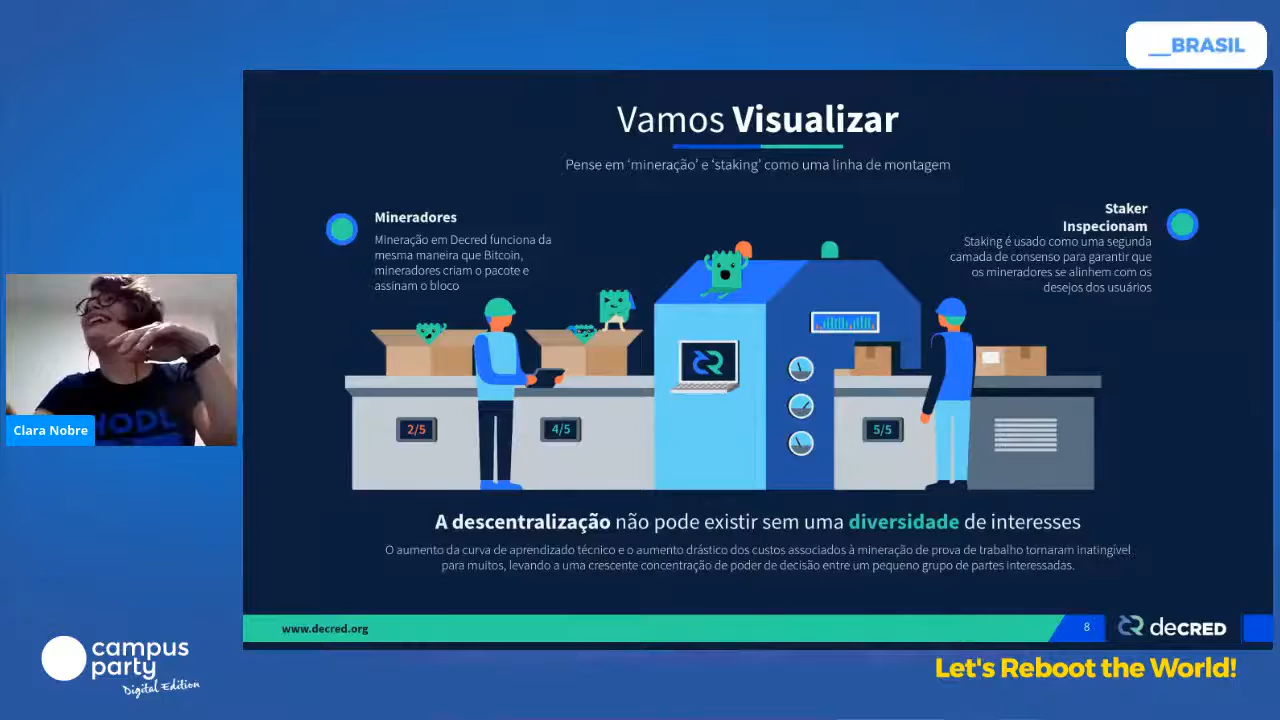 __BRASIL
Vamos Visualizar
Pense em ‘mineração’ e ‘staking’ como uma linha de montagem
Mineradores
Mineração em Decred funciona da
mesma maneira que Bitcoin,
mineradores criam o pacote e
assinam o bloco
Staker
Inspecionam
Staking é usado como uma segunda
camada de consenso para garantir que
os mineradores se alinhem com os
desejos dos usuários
HODL
Clara Nobre
2/5
4/5
5/5
A descentralização não pode existir sem uma diversidade de interesses
O aumento da curva de aprendizado técnico e o aumento drástico dos custos associados à mineração de prova de trabalho tornaram inatingível
para muitos, levando a uma crescente concentração de poder de decisão entre um pequeno grupo de partes interessadas.
www.decred.org
8
decRED
campus
party
Digital Edition
Let's Reboot the World!